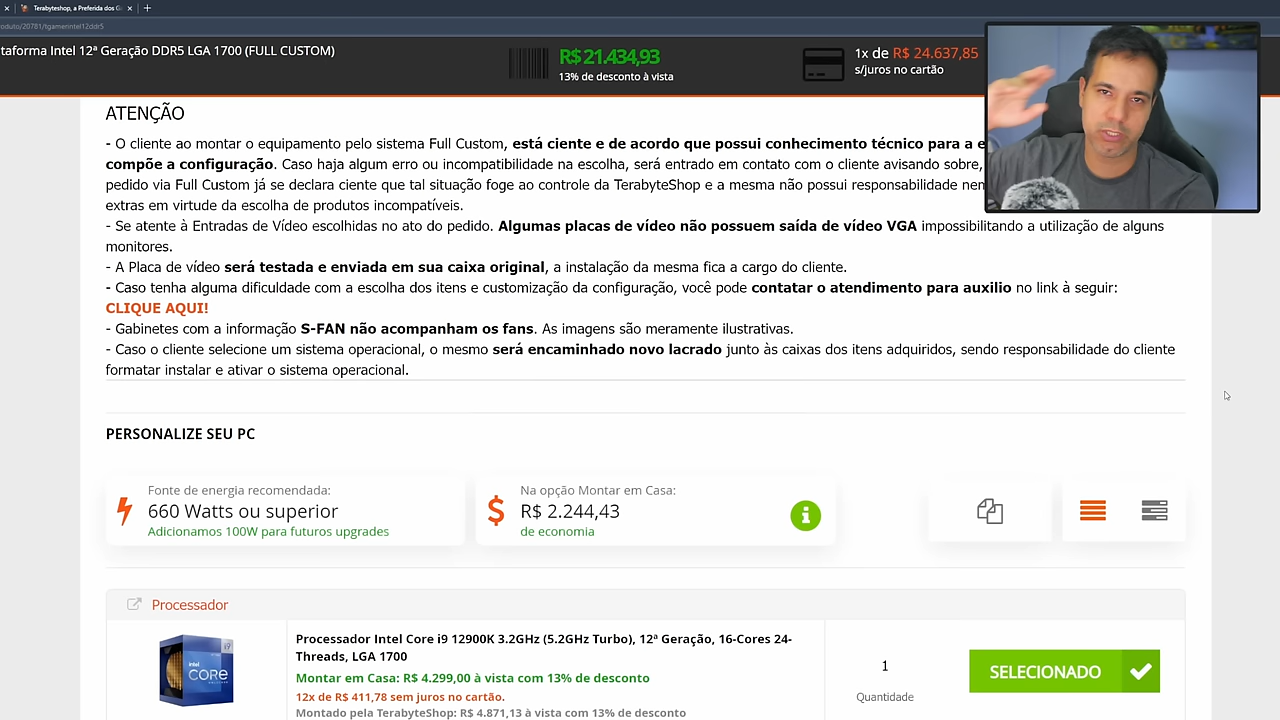 Terabyteshop, a Preferida dos G
oduto/20781/tgamerintel12ddr5
taforma Intel 12ª Geração DDR5 LGA 1700 (FULL CUSTOM)
R$ 21.434,93
13% de desconto à vista
1x de R$ 24.637,85
s/juros no cartão
ATENÇÃO
- O cliente ao montar o equipamento pelo sistema Full Custom, está ciente e de acordo que possui conhecimento técnico para a e
compõe a configuração. Caso haja algum erro ou incompatibilidade na escolha, será entrado em contato com o cliente avisando sobre,
pedido via Full Custom já se declara ciente que tal situação foge ao controle da TerabyteShop e a mesma não possui responsabilidade nem
extras em virtude da escolha de produtos incompatíveis.
- Se atente à Entradas de Vídeo escolhidas no ato do pedido. Algumas placas de vídeo não possuem saída de vídeo VGA impossibilitando a utilização de alguns
monitores.
- A Placa de vídeo será testada e enviada em sua caixa original, a instalação da mesma fica a cargo do cliente.
- Caso tenha alguma dificuldade com a escolha dos itens e customização da configuração, você pode contatar o atendimento para auxilio no link à seguir:
CLIQUE AQUI!
- Gabinetes com a informação S-FAN não acompanham os fans. As imagens são meramente ilustrativas.
- Caso o cliente selecione um sistema operacional, o mesmo será encaminhado novo lacrado junto às caixas dos itens adquiridos, sendo responsabilidade do cliente
formatar instalar e ativar o sistema operacional.
PERSONALIZE SEU PC
Fonte de energia recomendada:
660 Watts ou superior
Adicionamos 100W para futuros upgrades
Na opção Montar em Casa:
R$ 2.244,43
de economia
Processador
intel
CORE
i9
Processador Intel Core i9 12900K 3.2GHz (5.2GHz Turbo), 12ª Geração, 16-Cores 24-
Threads, LGA 1700
Montar em Casa: R$ 4.299,00 à vista com 13% de desconto
12x de R$ 411,78 sem juros no cartão.
Montado pela TerabyteShop: R$ 4.871,13 à vista com 13% de desconto
1
Quantidade
SELECIONADO